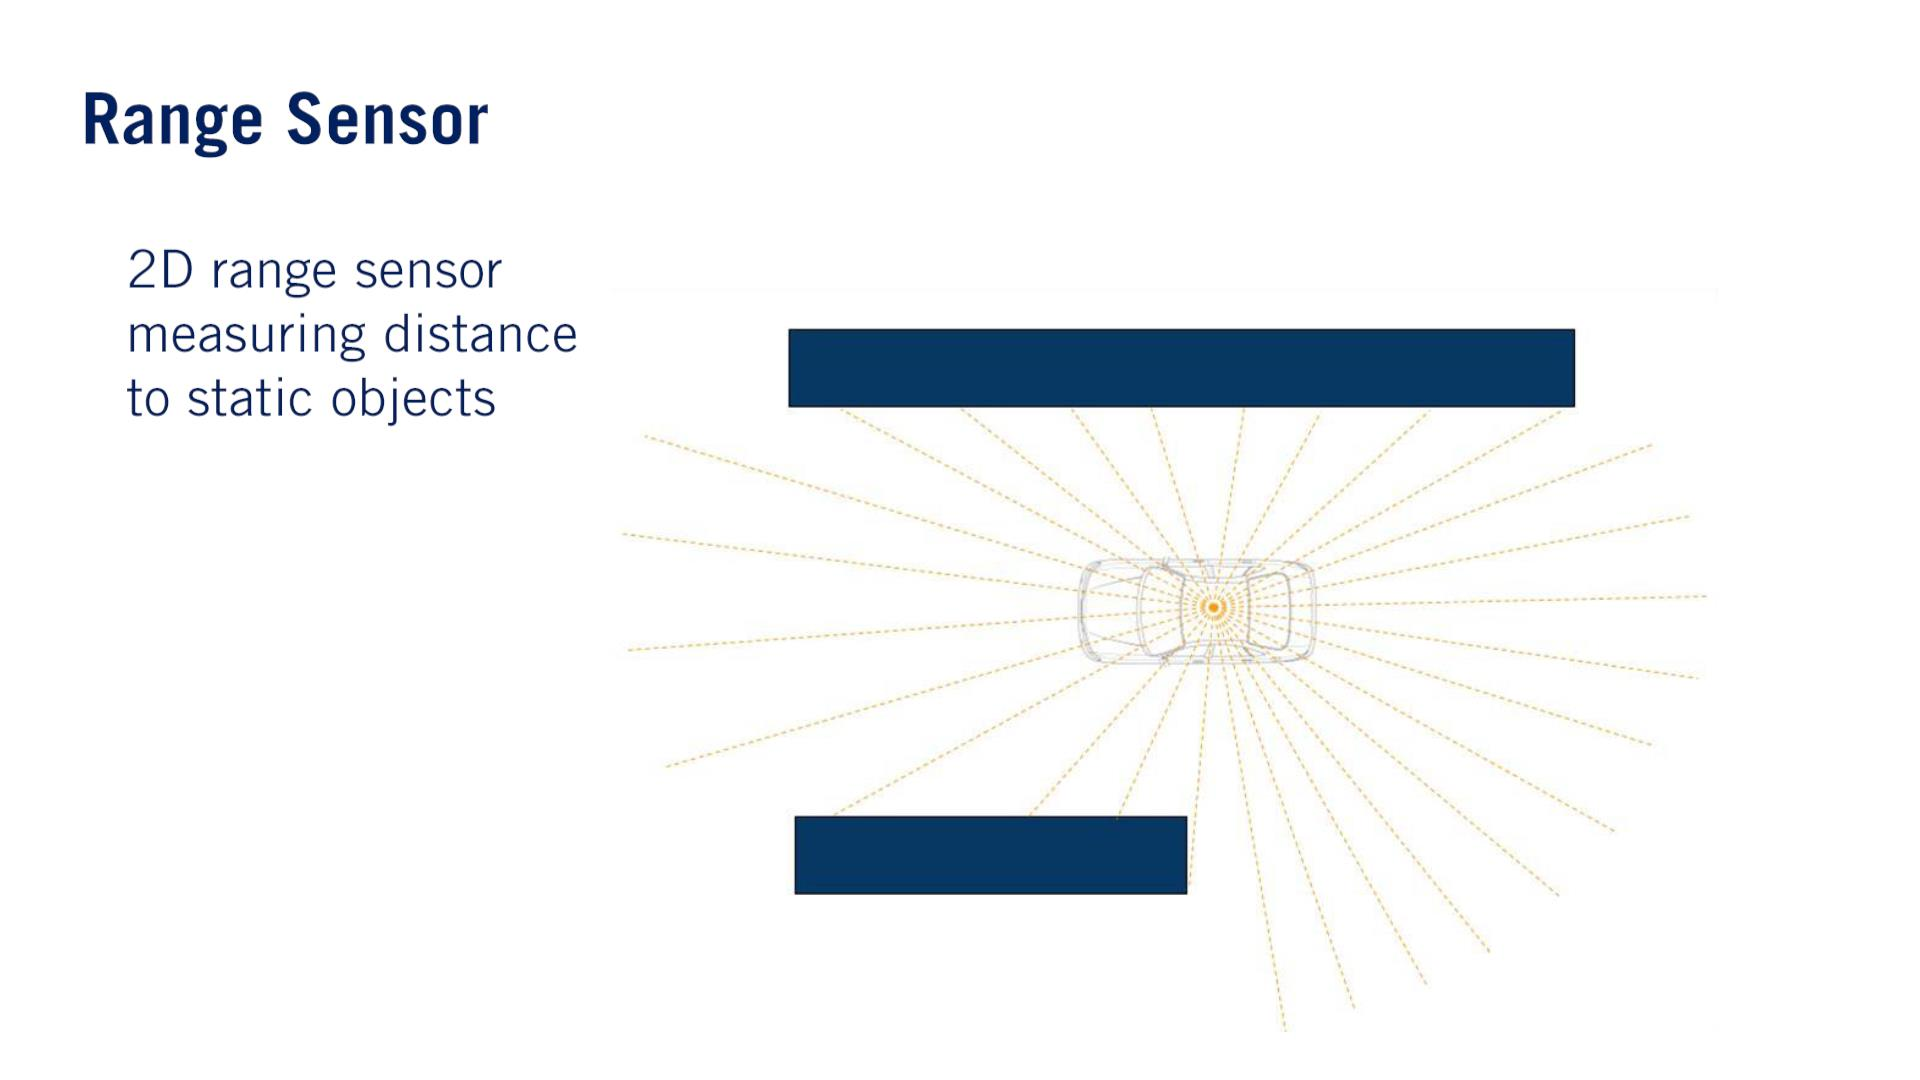 Range Sensor
2D range sensor
measuring distance
to static objects